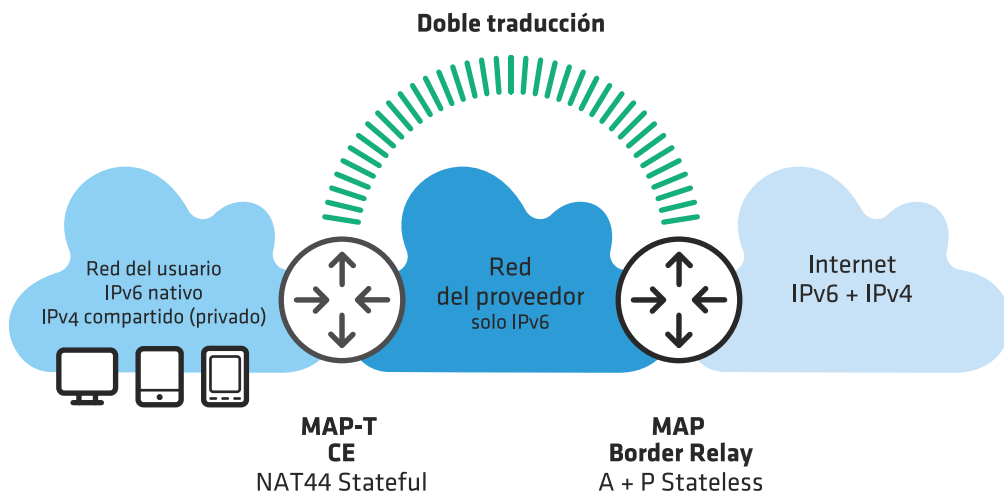 Doble traducción
Red del usuario
IPv6 nativo
IPv4 compartido (privado)
Red
del proveedor
solo IPv6
Internet
IPv6 + IPv4
MAP-T
CE
NAT44 Stateful
MAP
Border Relay
A + P Stateless